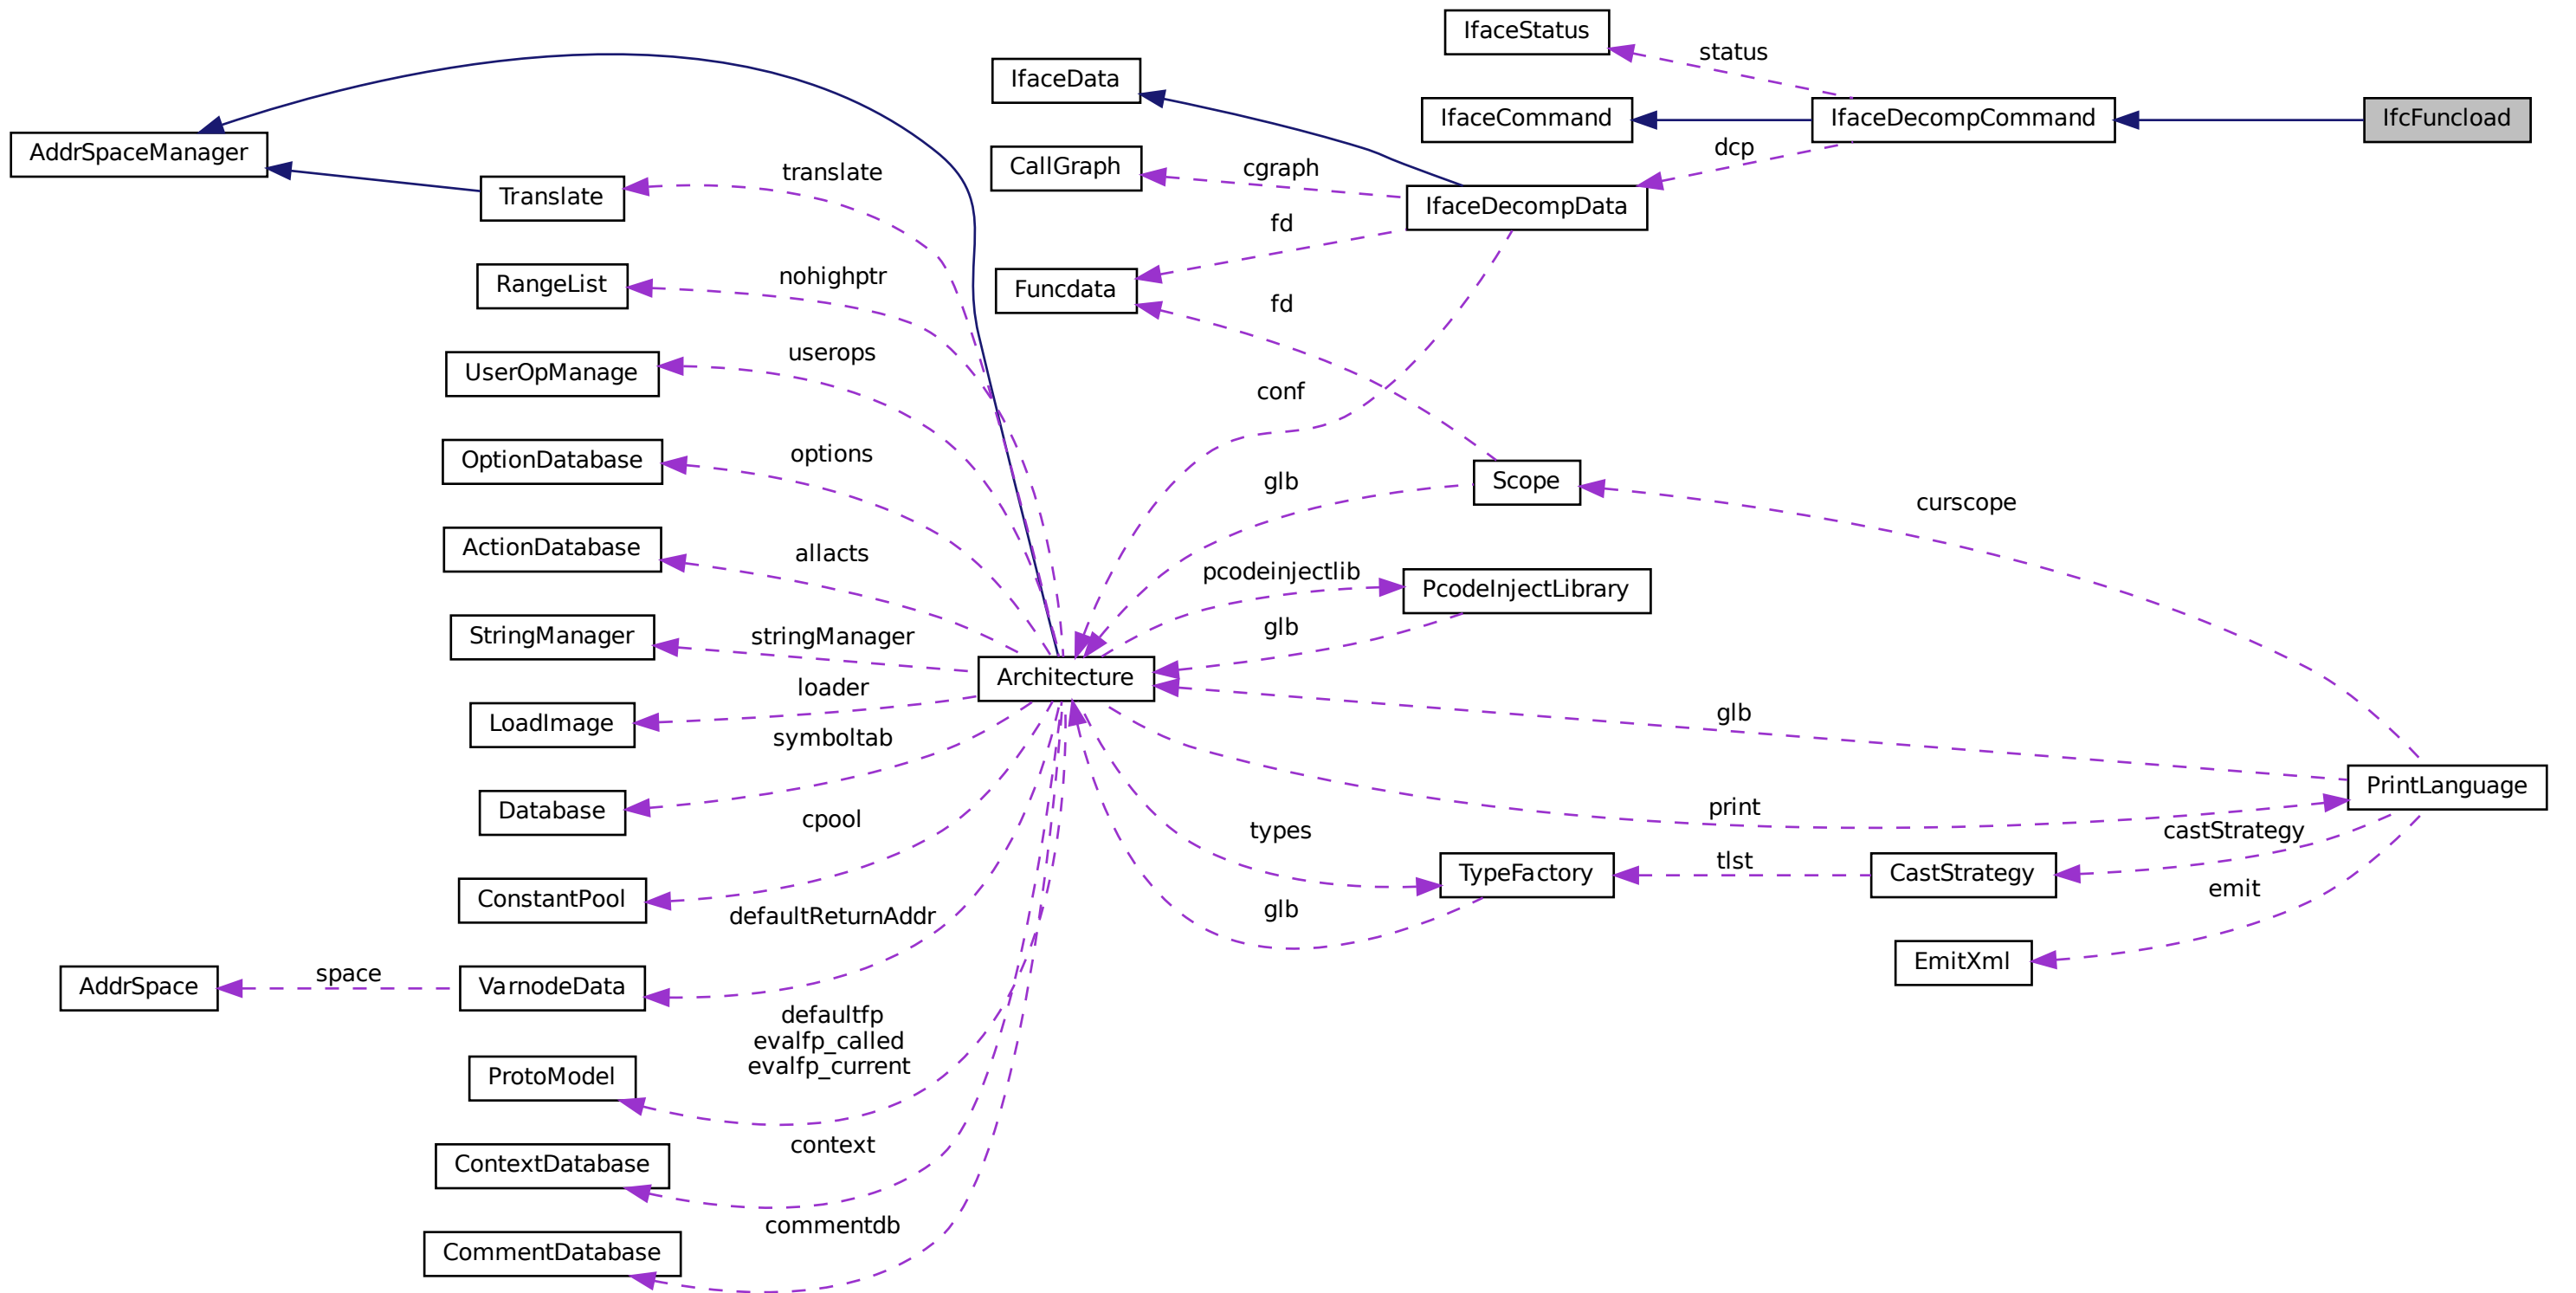 IfaceStatus
status
IfaceData
IfaceCommand
IfaceDecompCommand
IfcFuncload
AddrSpaceManager
dcp
CallGraph
cgraph
translate
Translate
IfaceDecompData
fd
nohighptr
RangeList
Funcdata
fd
userops
UserOpManage
conf
options
OptionDatabase
glb
Scope
curscope
allacts
ActionDatabase
pcodeinjectlib
PcodeInjectLibrary
stringManager
StringManager
glb
Architecture
loader
LoadImage
glb
symboltab
PrintLanguage
Database
print
cpool
types
castStrategy
tlst
TypeFactory
CastStrategy
ConstantPool
emit
defaultReturnAddr
glb
EmitXml
AddrSpace
space
VarnodeData
defaultfp
evalfp_called
evalfp_current
ProtoModel
context
ContextDatabase
commentdb
CommentDatabase